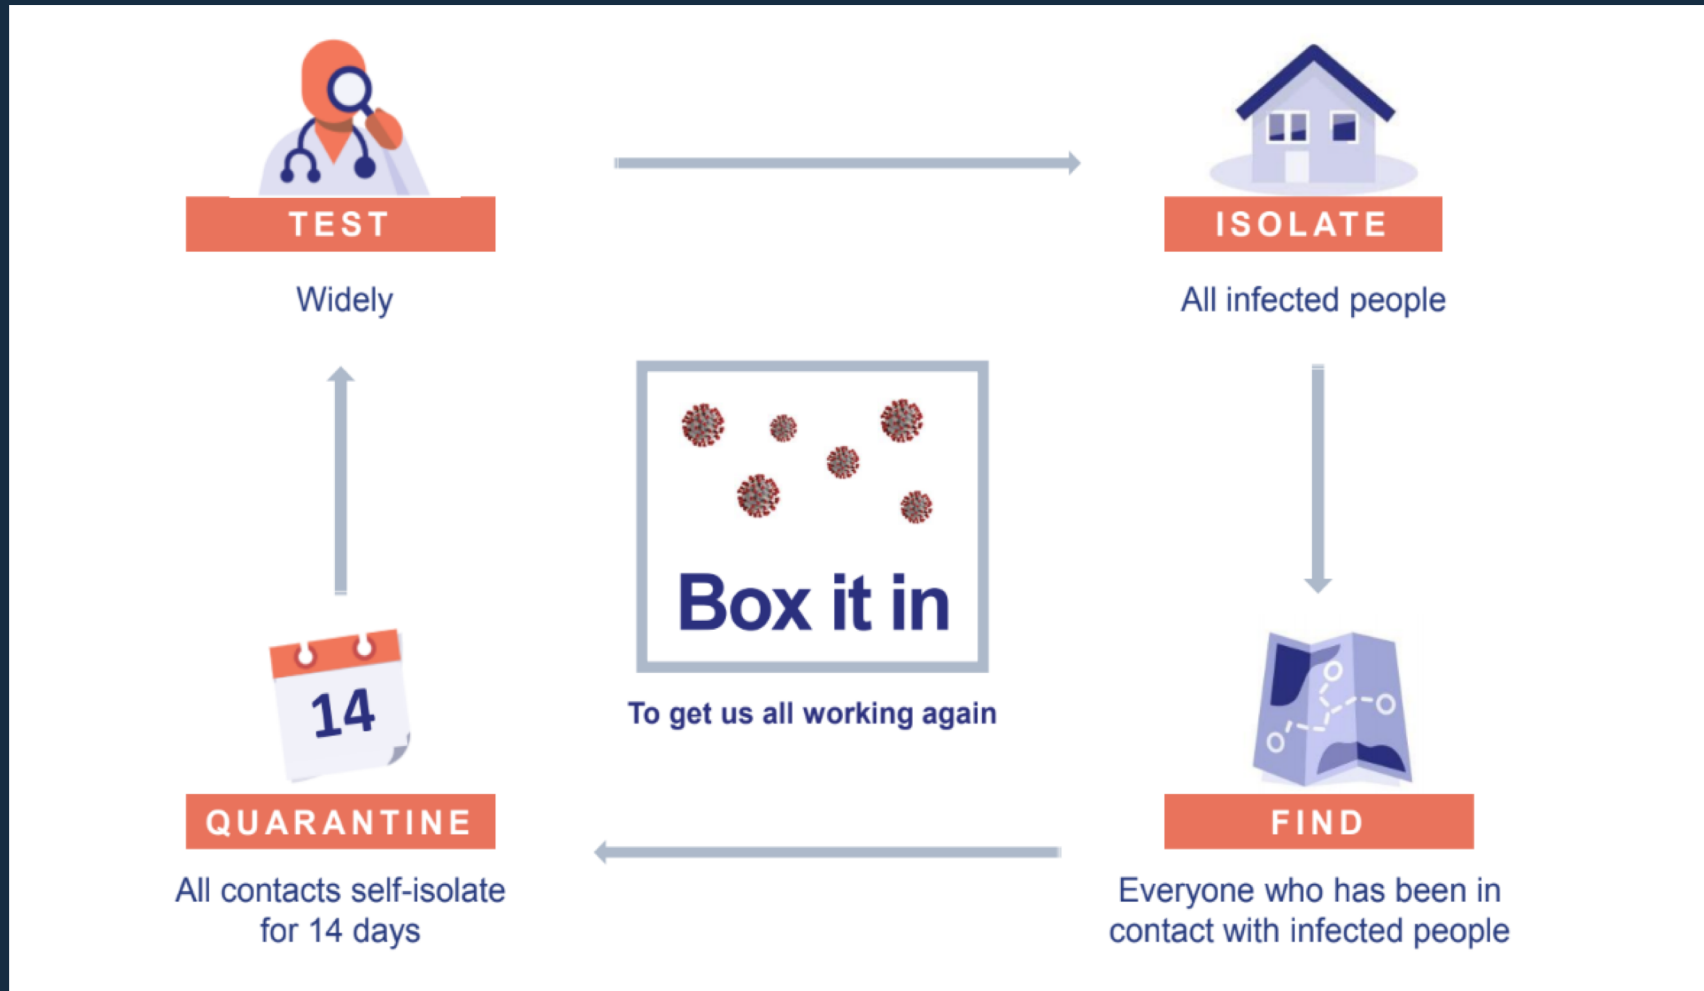 TEST
Widely
ISOLATE
All infected people
Box it in
To get us all working again
14
QUARANTINE
All contacts self-isolate
for 14 days
FIND
Everyone who has been in
contact with infected people